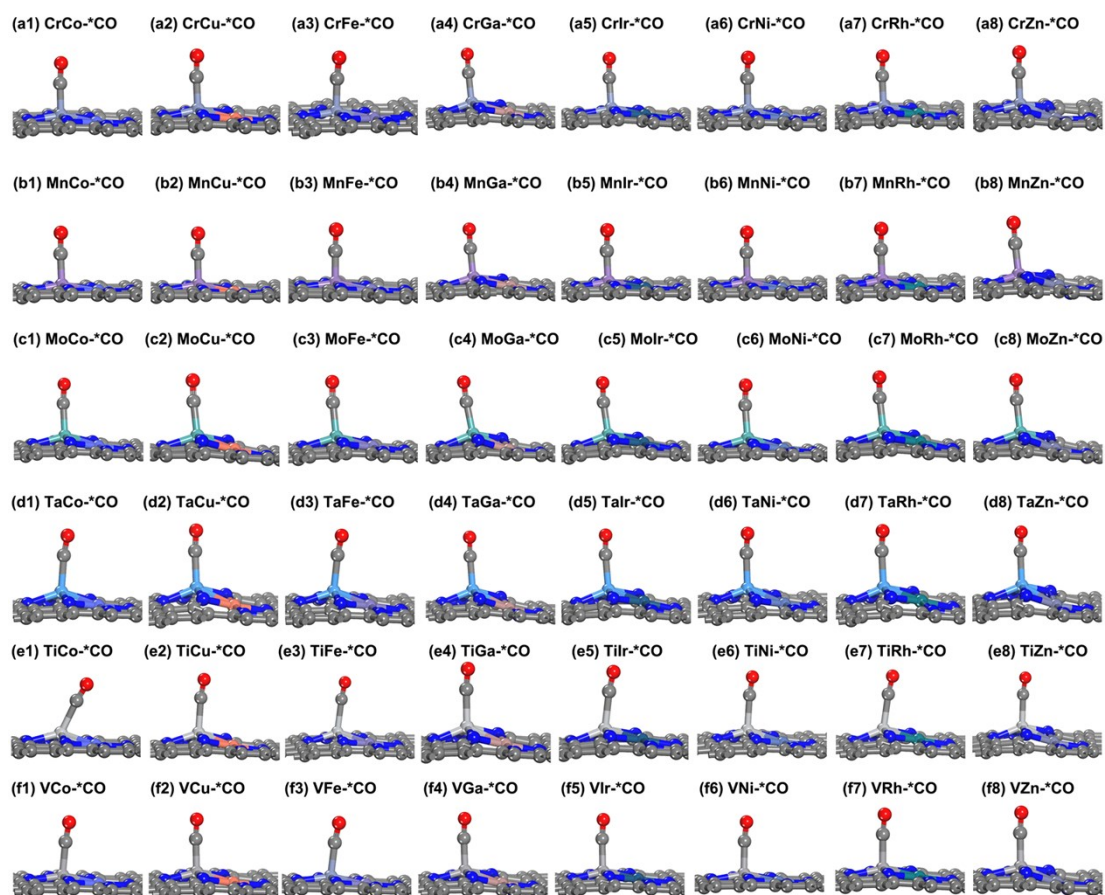 (a1) CrCo-*CO (a2) CrCu-*CO (a3) CrFe-*CO (a4) CrGa-*CO (a5) CrIr-*CO (a6) CrNi-*CO (a7) CrRh-*CO (a8) CrZn-*CO
(b1) MnCo-*CO (b2) MnCu-*CO (b3) MnFe-*CO (b4) MnGa-*CO (b5) MnIr-*CO (b6) MnNi-*CO (b7) MnRh-*CO (b8) MnZn-*CO
(c1) MoCo-*CO (c2) MoCu-*CO (c3) MoFe-*CO (c4) MoGa-*CO (c5) MoIr-*CO (c6) MoNi-*CO (c7) MoRh-*CO (c8) MoZn-*CO
(d1) TaCo-*CO (d2) TaCu-*CO (d3) TaFe-*CO (d4) TaGa-*CO (d5) TaIr-*CO (d6) TaNi-*CO (d7) TaRh-*CO (d8) TaZn-*CO
(e1) TiCo-*CO (e2) TiCu-*CO (e3) TiFe-*CO (e4) TiGa-*CO (e5) TiIr-*CO (e6) TiNi-*CO (e7) TiRh-*CO (e8) TiZn-*CO
(f1) VCo-*CO (f2) VCu-*CO (f3) VFe-*CO (f4) VGa-*CO (f5) VIr-*CO (f6) VNi-*CO (f7) VRh-*CO (f8) VZn-*CO